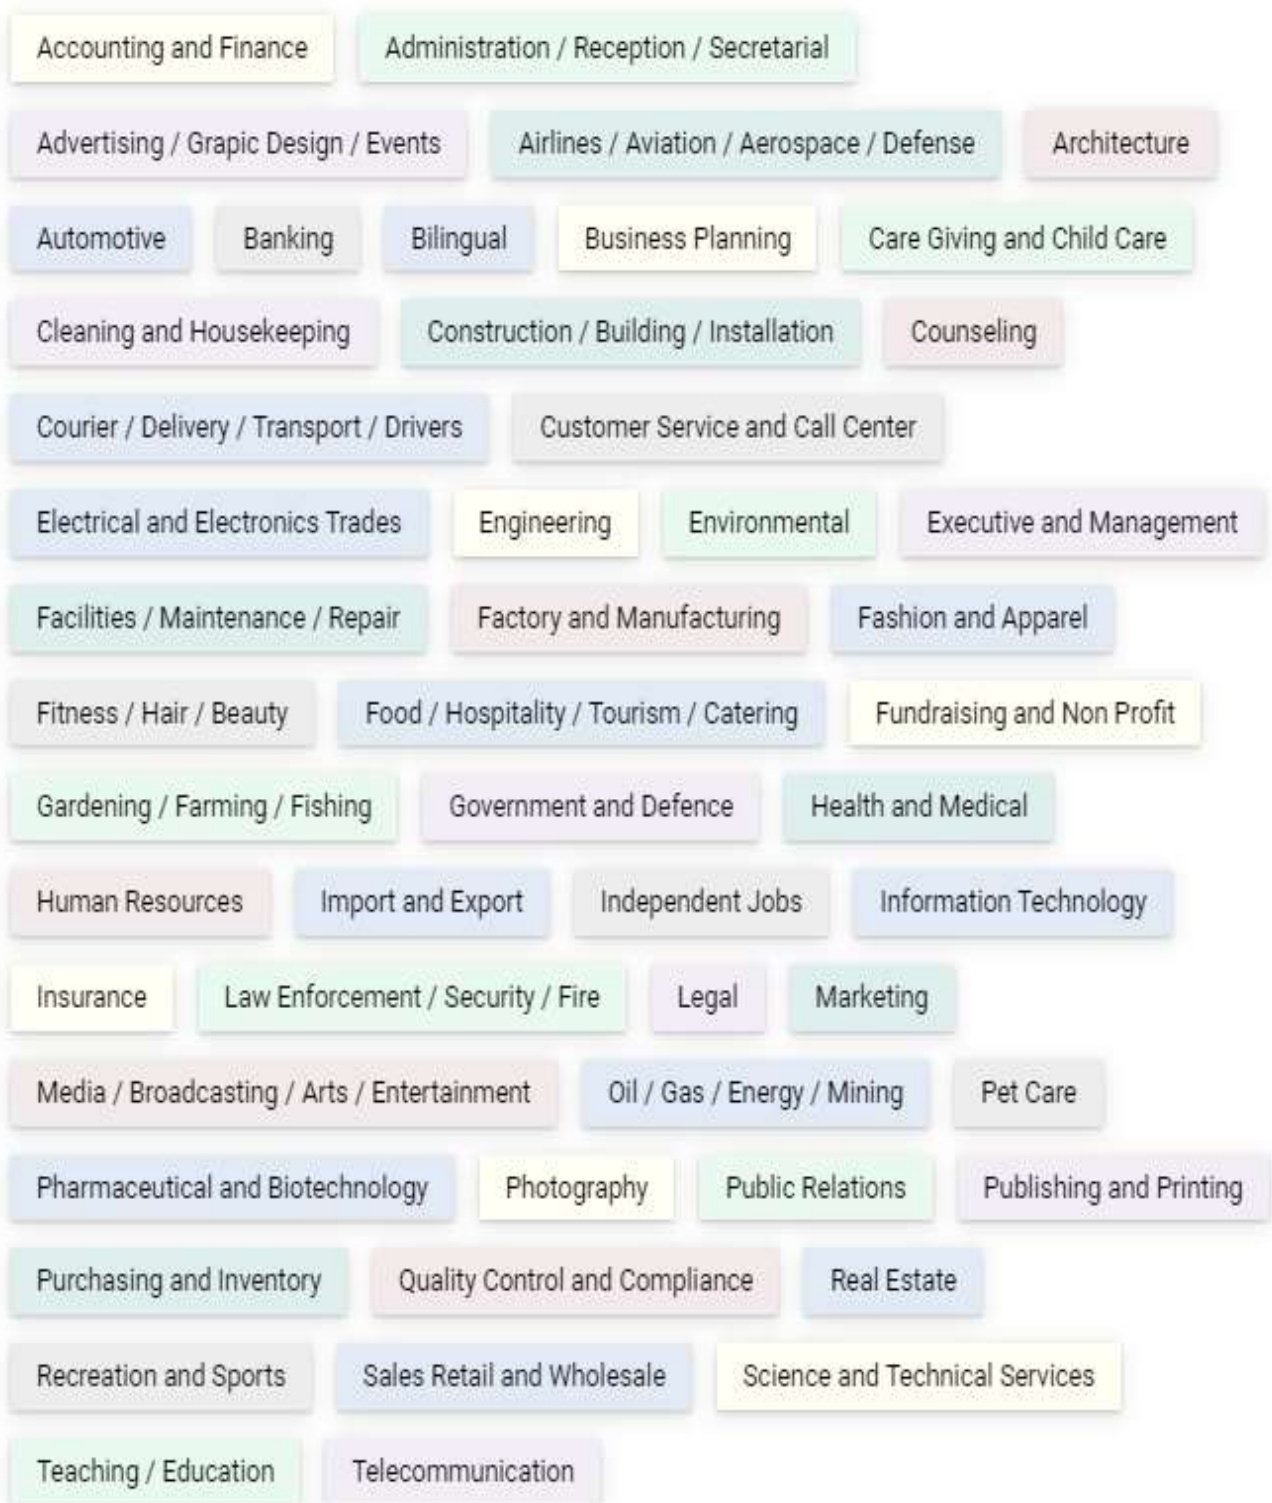 Accounting and Finance Administration / Reception / Secretarial
Advertising / Grapic Design / Events Airlines / Aviation / Aerospace / Defense Architecture
Automotive Banking Bilingual Business Planning Care Giving and Child Care
Cleaning and Housekeeping Construction / Building / Installation Counseling
Courier / Delivery / Transport / Drivers Customer Service and Call Center
Electrical and Electronics Trades Engineering Environmental Executive and Management
Facilities / Maintenance / Repair Factory and Manufacturing Fashion and Apparel
Fitness / Hair / Beauty Food / Hospitality / Tourism / Catering Fundraising and Non Profit
Gardening / Farming / Fishing Government and Defence Health and Medical
Human Resources Import and Export Independent Jobs Information Technology
Insurance Law Enforcement / Security / Fire Legal Marketing
Media / Broadcasting / Arts / Entertainment Oil / Gas / Energy / Mining Pet Care
Pharmaceutical and Biotechnology Photography Public Relations Publishing and Printing
Purchasing and Inventory Quality Control and Compliance Real Estate
Recreation and Sports Sales Retail and Wholesale Science and Technical Services
Teaching / Education Telecommunication